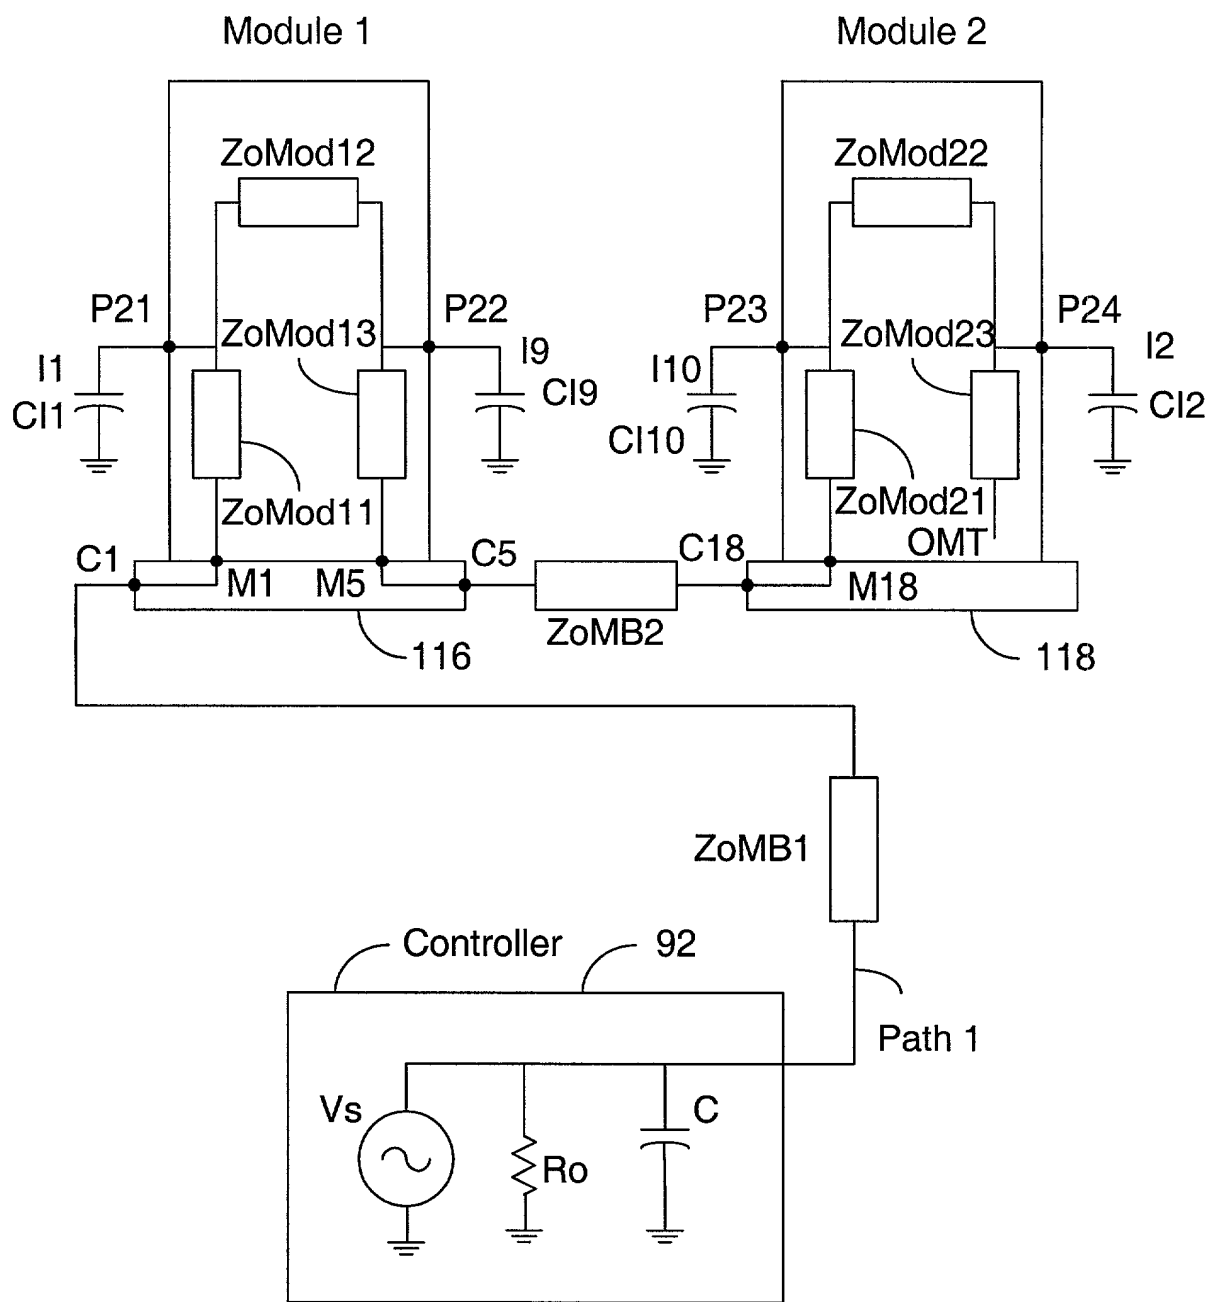 Module 1
Module 2
ZoMod12
ZoMod22
P21
ZoMod13
P22
P23
ZoMod23
P24
I1
CI1
I9
CI9
I10
CI10
I2
CI2
ZoMod11
ZoMod21
OMT
C1
M1
M5
C5
C18
M18
ZoMB2
116
118
ZoMB1
Controller
92
Path 1
Vs
Ro
C